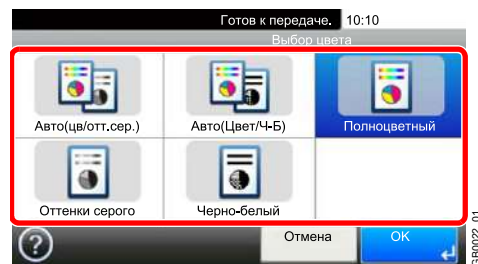 Готов к передаче. 10:10
Выбор цвета
Авто(цв/отт.сер.) Авто(Цвет/Ч-Б) Полноцветный
Оттенки серого Черно-белый
? Отмена OK
GB0022_01